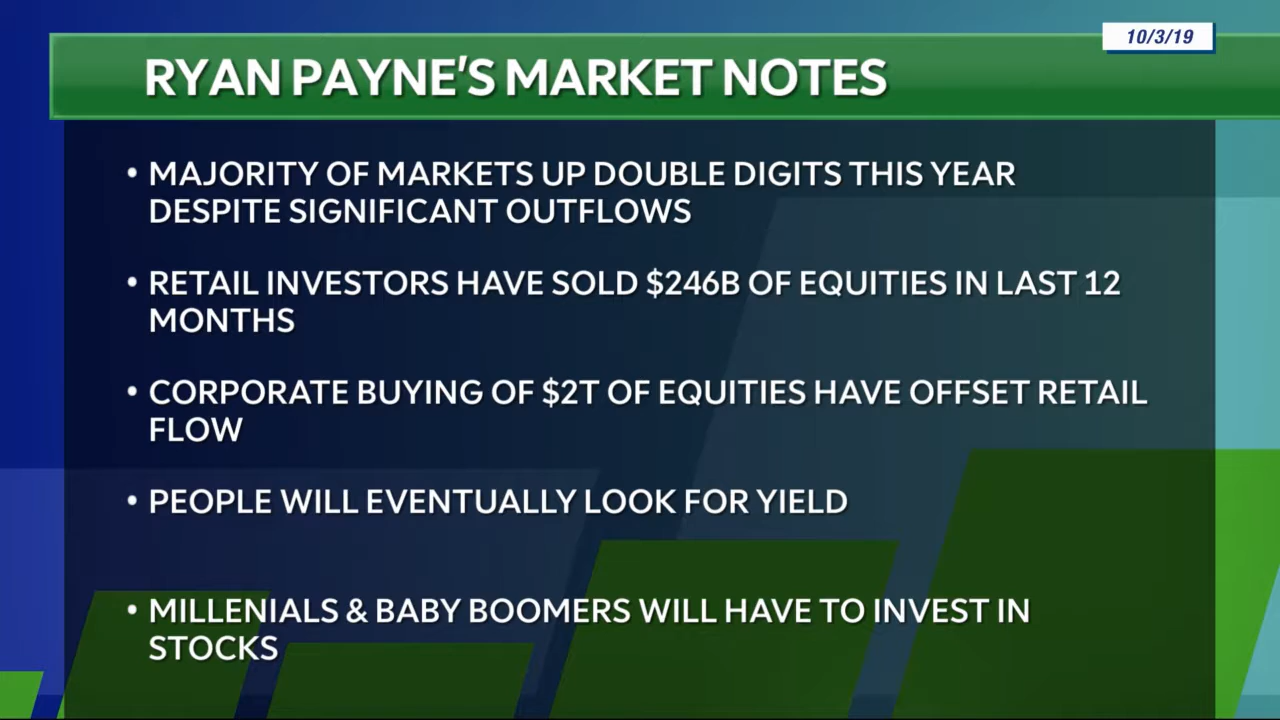 10/3/19
RYAN PAYNE'S MARKET NOTES
• MAJORITY OF MARKETS UP DOUBLE DIGITS THIS YEAR
DESPITE SIGNIFICANT OUTFLOWS
• RETAIL INVESTORS HAVE SOLD $246B OF EQUITIES IN LAST 12
MONTHS
• CORPORATE BUYING OF $2T OF EQUITIES HAVE OFFSET RETAIL
FLOW
• PEOPLE WILL EVENTUALLY LOOK FOR YIELD
• MILLENIALS & BABY BOOMERS WILL HAVE TO INVEST IN
STOCKS